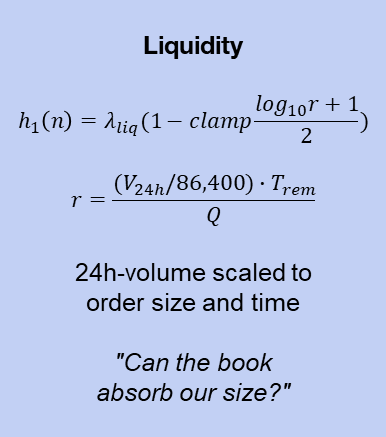 Liquidity
h₁(n) = λ_liq(1 − clamp (log₁₀r + 1)/2)
r = ((V₂₄ₕ/86,400) · T_rem)/Q
24h-volume scaled to
order size and time
"Can the book
absorb our size?"